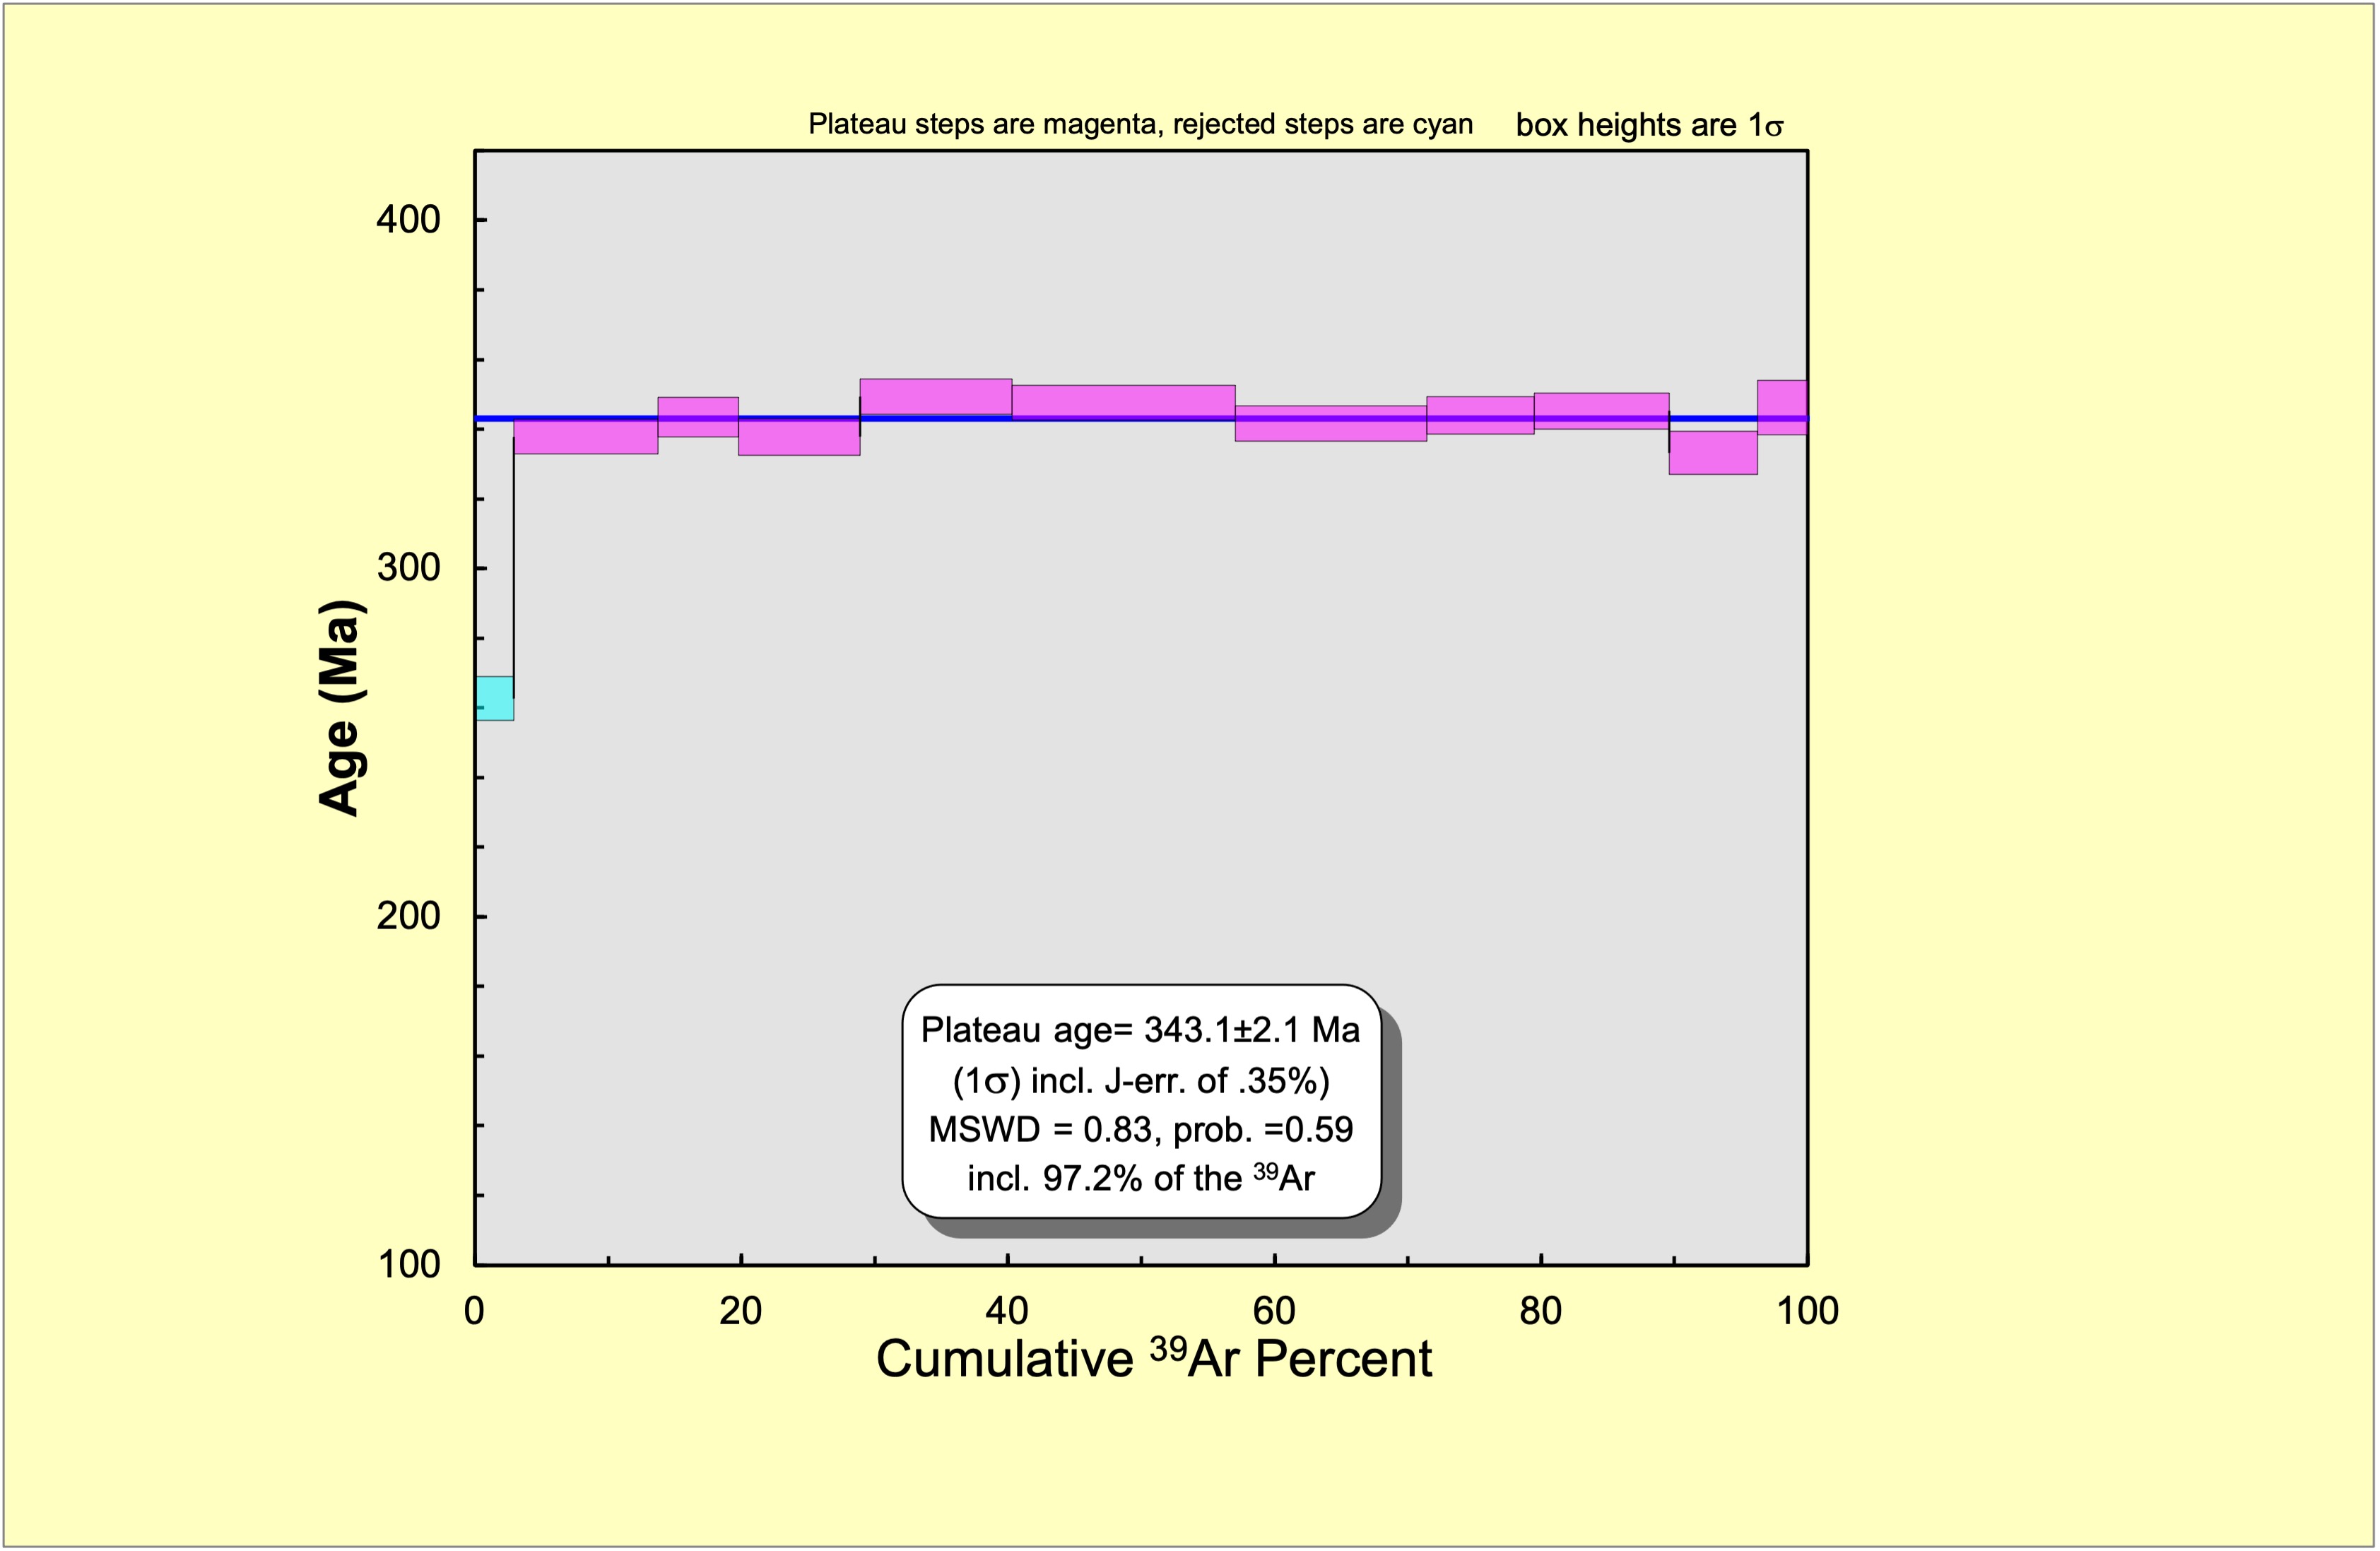 Plateau steps are magenta, rejected steps are cyan box heights are 1σ
400
300
200
100
Age (Ma)
Plateau age= 343.1±2.1 Ma
(1σ) incl. J-err. of .35%)
MSWD = 0.83, prob. =0.59
incl. 97.2% of the ³⁹Ar
0 20 40 60 80 100
Cumulative ³⁹Ar Percent